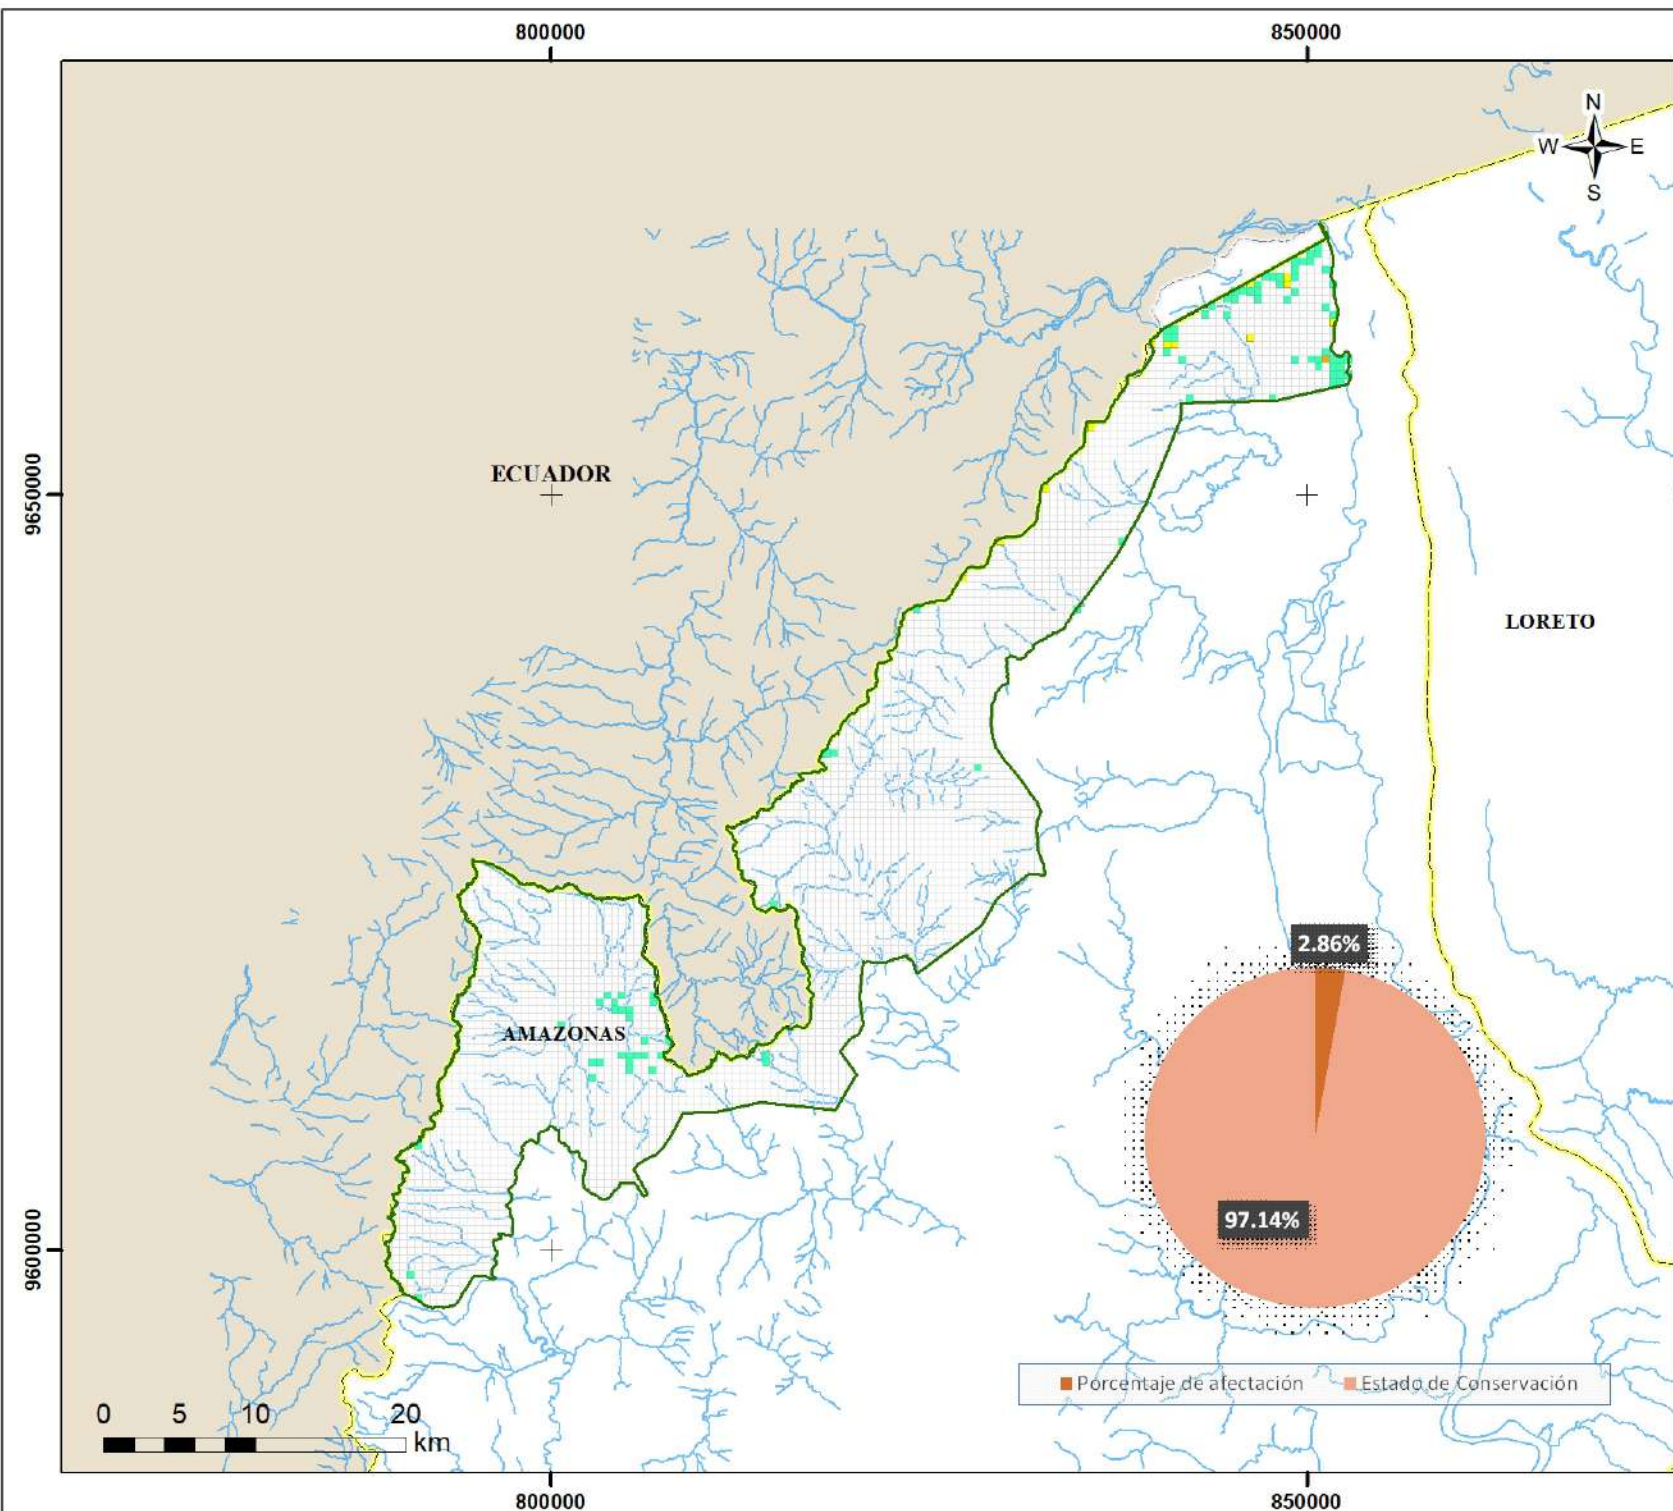 800000 850000
N
W E
S
9650000
ECUADOR
LORETO
2.86%
AMAZONAS
97.14%
9600000
Porcentaje de afectación Estado de Conservación
0 5 10 20
km
800000 850000